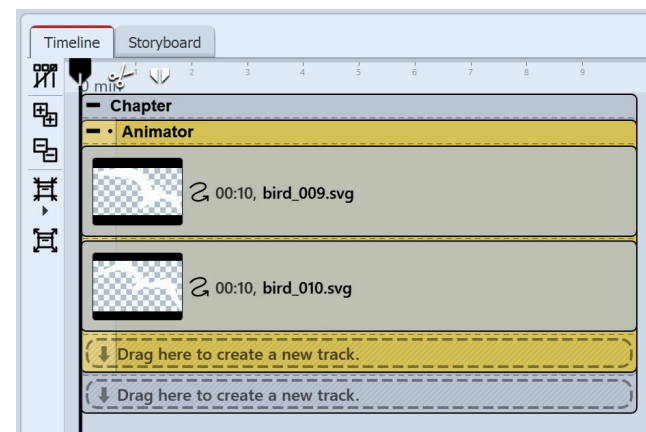 Timeline Storyboard
0 min 2 3 4 5 6 7 8 9
Chapter
Animator
00:10, bird_009.svg
00:10, bird_010.svg
Drag here to create a new track.
Drag here to create a new track.